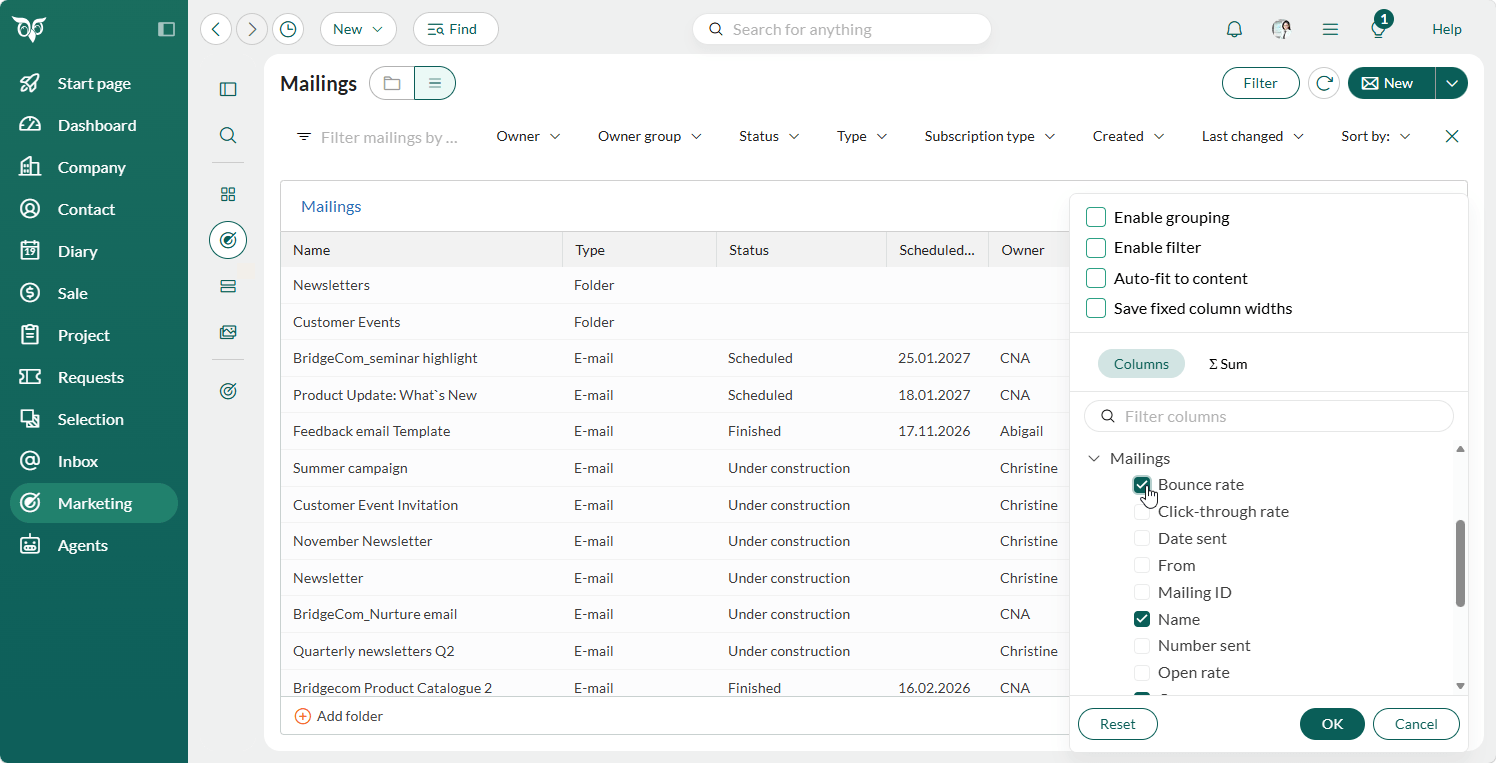 New
Find
Search for anything
1
Help
Start page
Dashboard
Company
Contact
19
Diary
Sale
Project
Requests
Selection
Inbox
Marketing
Agents
Mailings
Filter
New
Filter mailings by ...
Owner
Owner group
Status
Type
Subscription type
Created
Last changed
Sort by:
Mailings
Name Type Status Scheduled... Owner
Newsletters Folder
Customer Events Folder
BridgeCom_seminar highlight E-mail Scheduled 25.01.2027 CNA
Product Update: What`s New E-mail Scheduled 18.01.2027 CNA
Feedback email Template E-mail Finished 17.11.2026 Abigail
Summer campaign E-mail Under construction Christine
Customer Event Invitation E-mail Under construction Christine
November Newsletter E-mail Under construction Christine
Newsletter E-mail Under construction Christine
BridgeCom_Nurture email E-mail Under construction CNA
Quarterly newsletters Q2 E-mail Under construction Christine
Bridgecom Product Catalogue 2 E-mail Finished 16.02.2026 CNA
Add folder
Enable grouping
Enable filter
Auto-fit to content
Save fixed column widths
Columns
Σ Sum
Filter columns
Mailings
Bounce rate
Click-through rate
Date sent
From
Mailing ID
Name
Number sent
Open rate
Reset
OK
Cancel